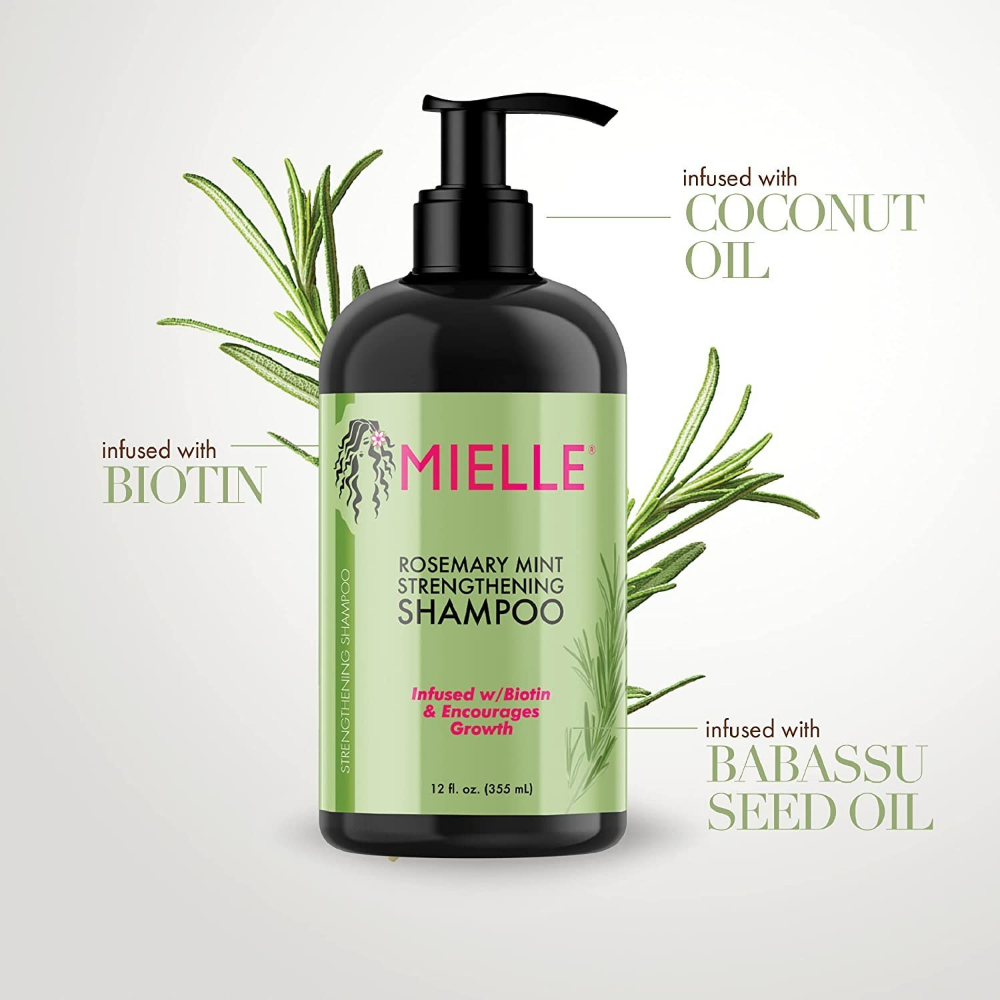 infused with
COCONUT
OIL
infused with
BIOTIN
MIELLE®
ROSEMARY MINT
STRENGTHENING
SHAMPOO
STRENGTHENING SHAMPOO
Infused w/Biotin
& Encourages
Growth
12 fl. oz. (355 mL)
infused with
BABASSU
SEED OIL